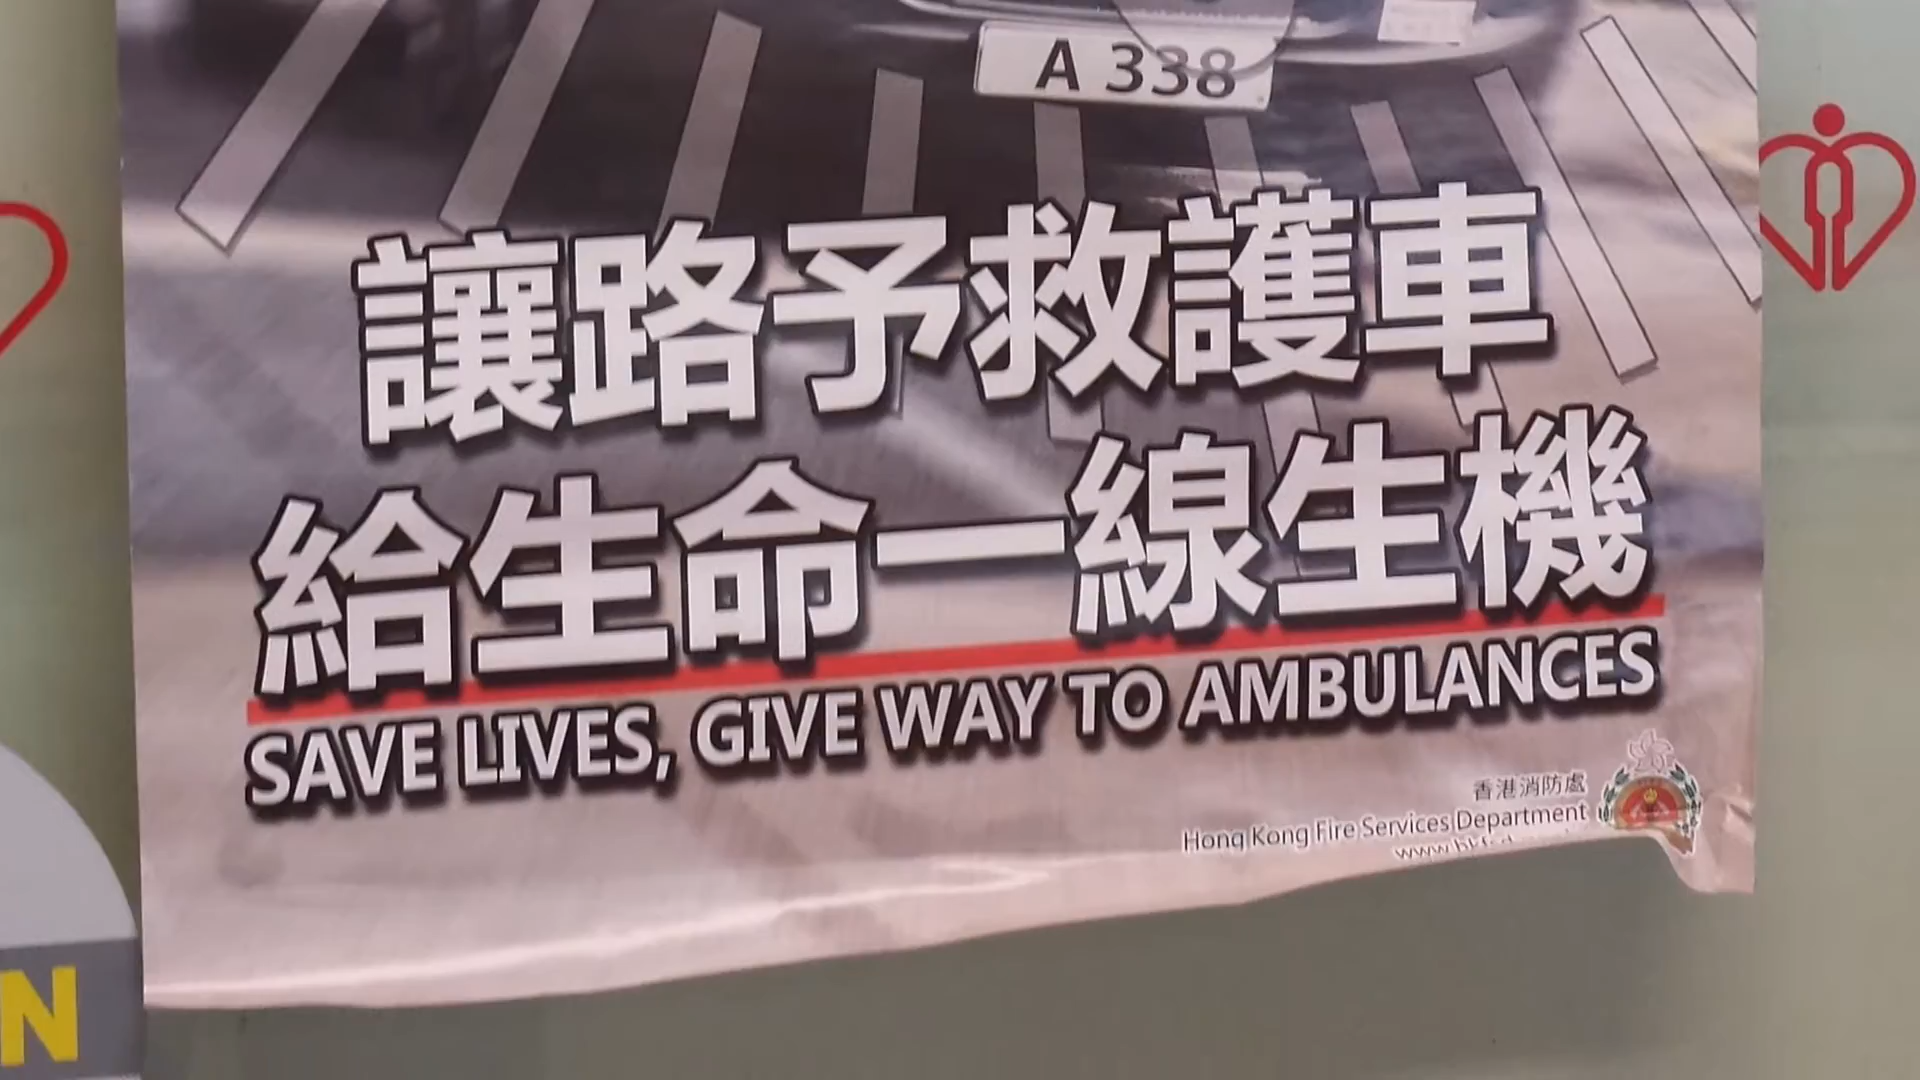 A 338
讓路予救護車
給生命一線生機
SAVE LIVES, GIVE WAY TO AMBULANCES
香港消防處
Hong Kong Fire Services Department
N